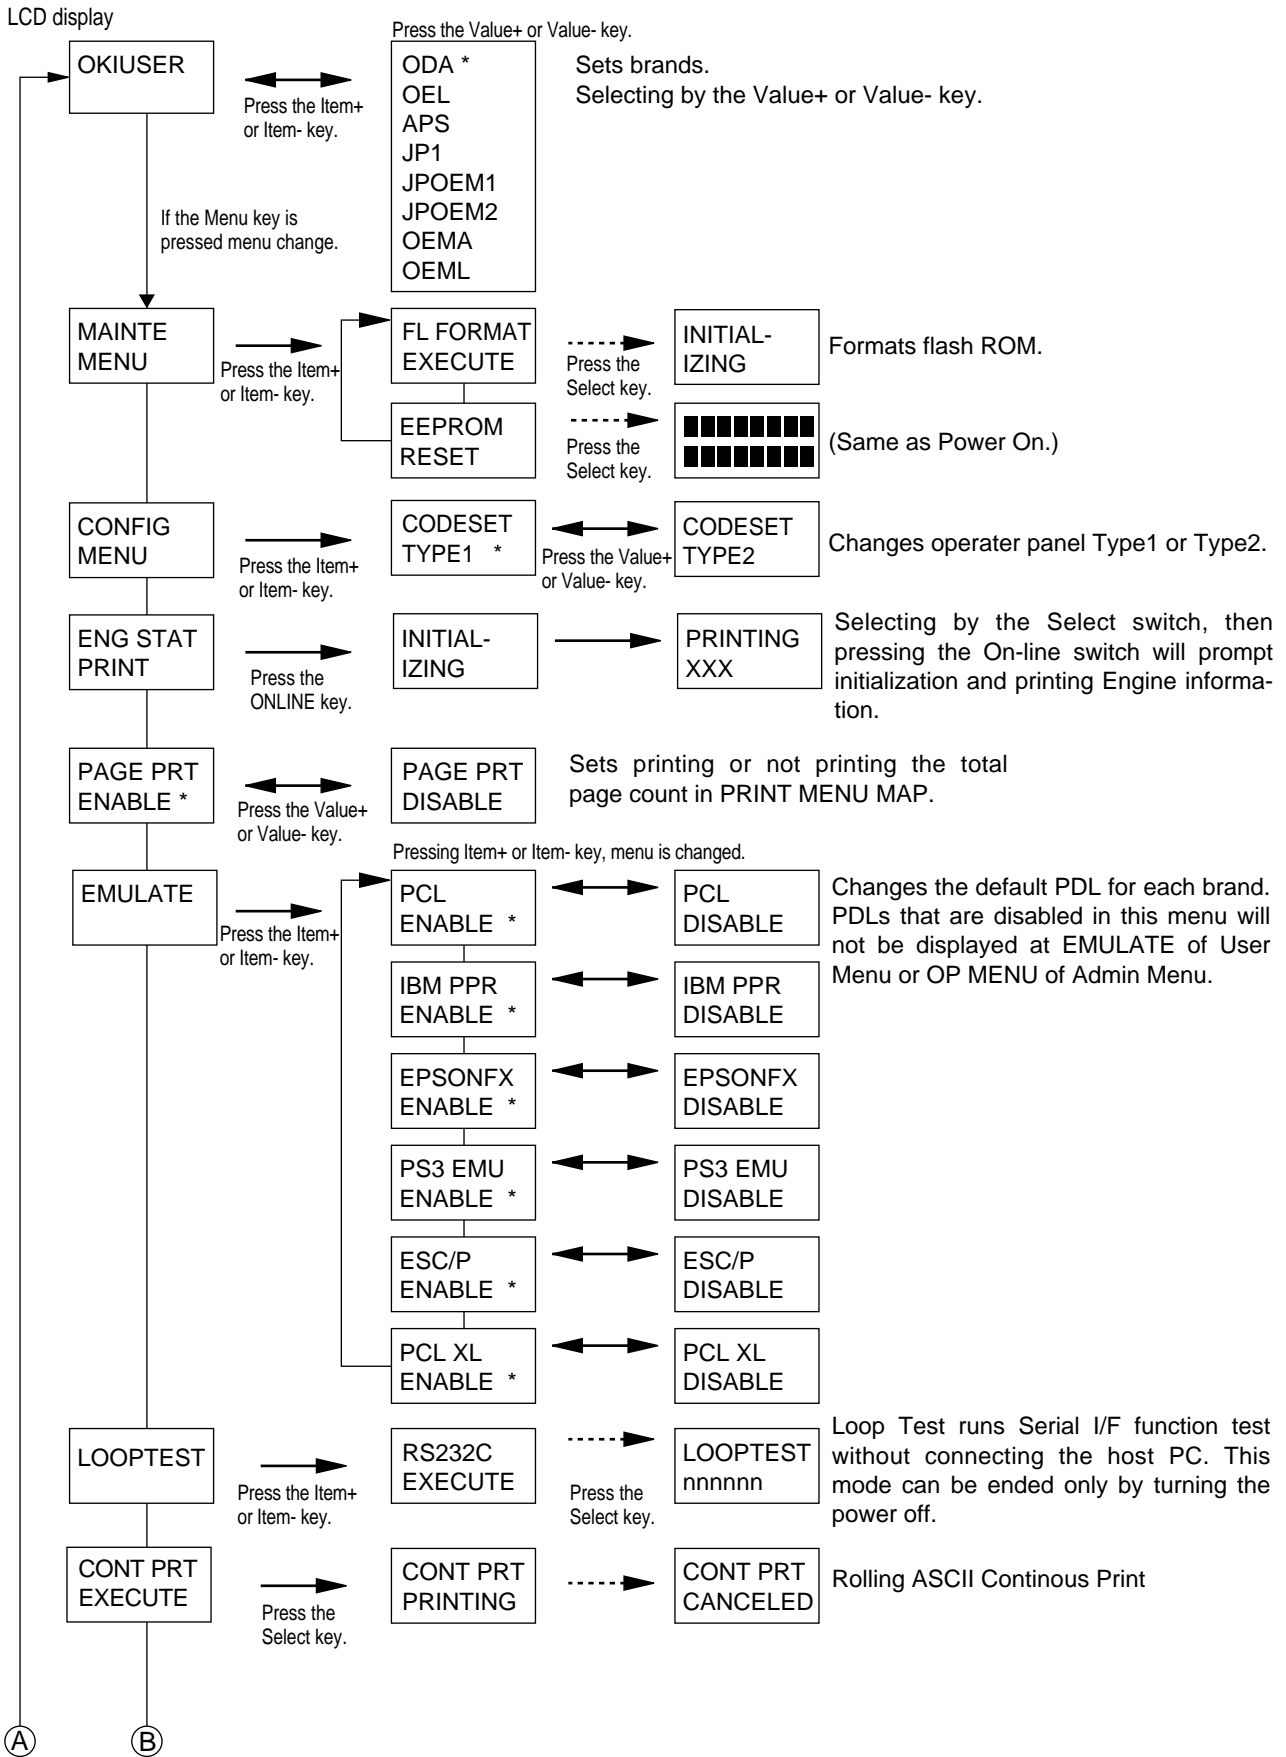 LCD display
Press the Value+ or Value- key.
OKIUSER
Press the Item+
or Item- key.
ODA *
OEL
APS
JP1
JPOEM1
JPOEM2
OEMA
OEML
Sets brands.
Selecting by the Value+ or Value- key.
If the Menu key is
pressed menu change.
MAINTE
MENU
Press the Item+
or Item- key.
FL FORMAT
EXECUTE
Press the
Select key.
INITIAL-
IZING
Formats flash ROM.
EEPROM
RESET
Press the
Select key.
(Same as Power On.)
CONFIG
MENU
Press the Item+
or Item- key.
CODESET
TYPE1 *
Press the Value+
or Value- key.
CODESET
TYPE2
Changes operater panel Type1 or Type2.
ENG STAT
PRINT
Press the
ONLINE key.
INITIAL-
IZING
PRINTING
XXX
Selecting by the Select switch, then
pressing the On-line switch will prompt
initialization and printing Engine informa-
tion.
PAGE PRT
ENABLE *
Press the Value+
or Value- key.
PAGE PRT
DISABLE
Sets printing or not printing the total
page count in PRINT MENU MAP.
Pressing Item+ or Item- key, menu is changed.
EMULATE
Press the Item+
or Item- key.
PCL
ENABLE *
PCL
DISABLE
Changes the default PDL for each brand.
PDLs that are disabled in this menu will
not be displayed at EMULATE of User
Menu or OP MENU of Admin Menu.
IBM PPR
ENABLE *
IBM PPR
DISABLE
EPSONFX
ENABLE *
EPSONFX
DISABLE
PS3 EMU
ENABLE *
PS3 EMU
DISABLE
ESC/P
ENABLE *
ESC/P
DISABLE
PCL XL
ENABLE *
PCL XL
DISABLE
LOOPTEST
Press the Item+
or Item- key.
RS232C
EXECUTE
Press the
Select key.
LOOPTEST
nnnnnn
Loop Test runs Serial I/F function test
without connecting the host PC. This
mode can be ended only by turning the
power off.
CONT PRT
EXECUTE
Press the
Select key.
CONT PRT
PRINTING
CONT PRT
CANCELED
Rolling ASCII Continous Print
A
B